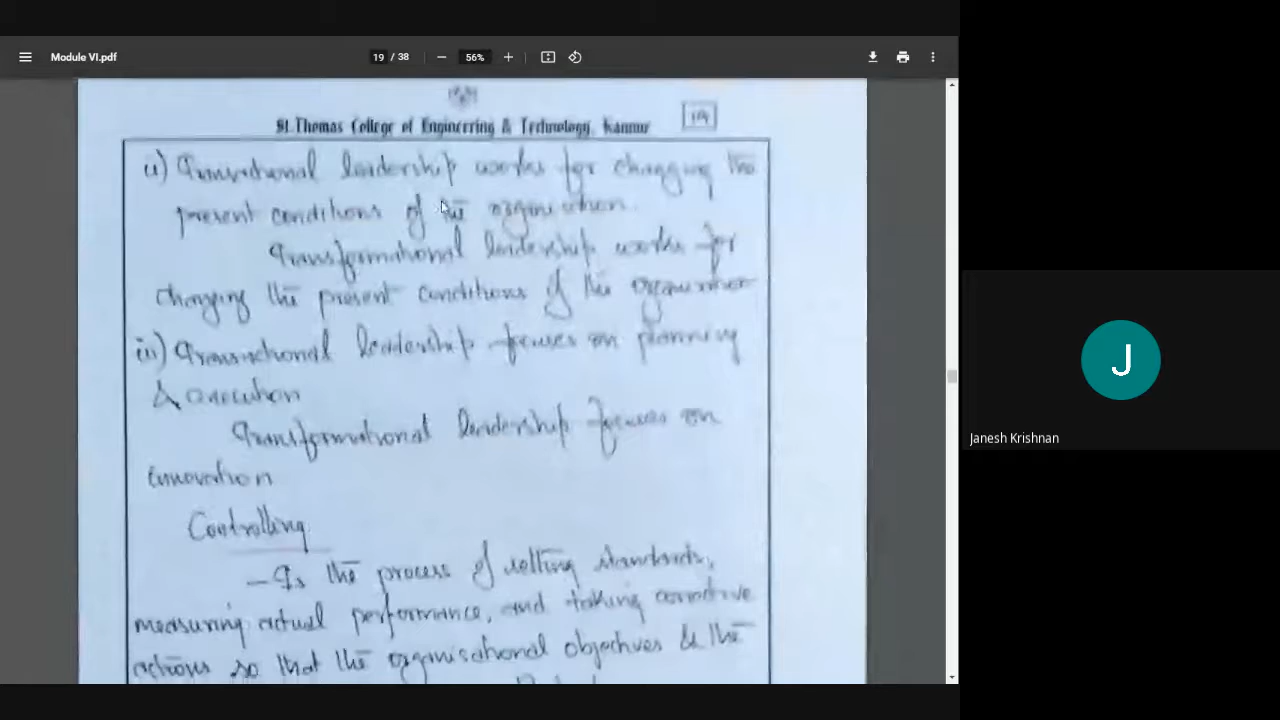 Module VI.pdf
19 / 38
56%
St.Thomas College of Engineering & Technology, Kannur
19
ii) Transactional leadership works for changing the
present conditions of the organisation.
Transformational leadership works for
changing the present conditions of the organisation
iii) Transactional leadership focuses on planning
& execution
Transformational leadership focuses on
innovation
Controlling
- Is the process of setting standards,
measuring actual performance, and taking corrective
actions so that the organisational objectives & the
J
Janesh Krishnan